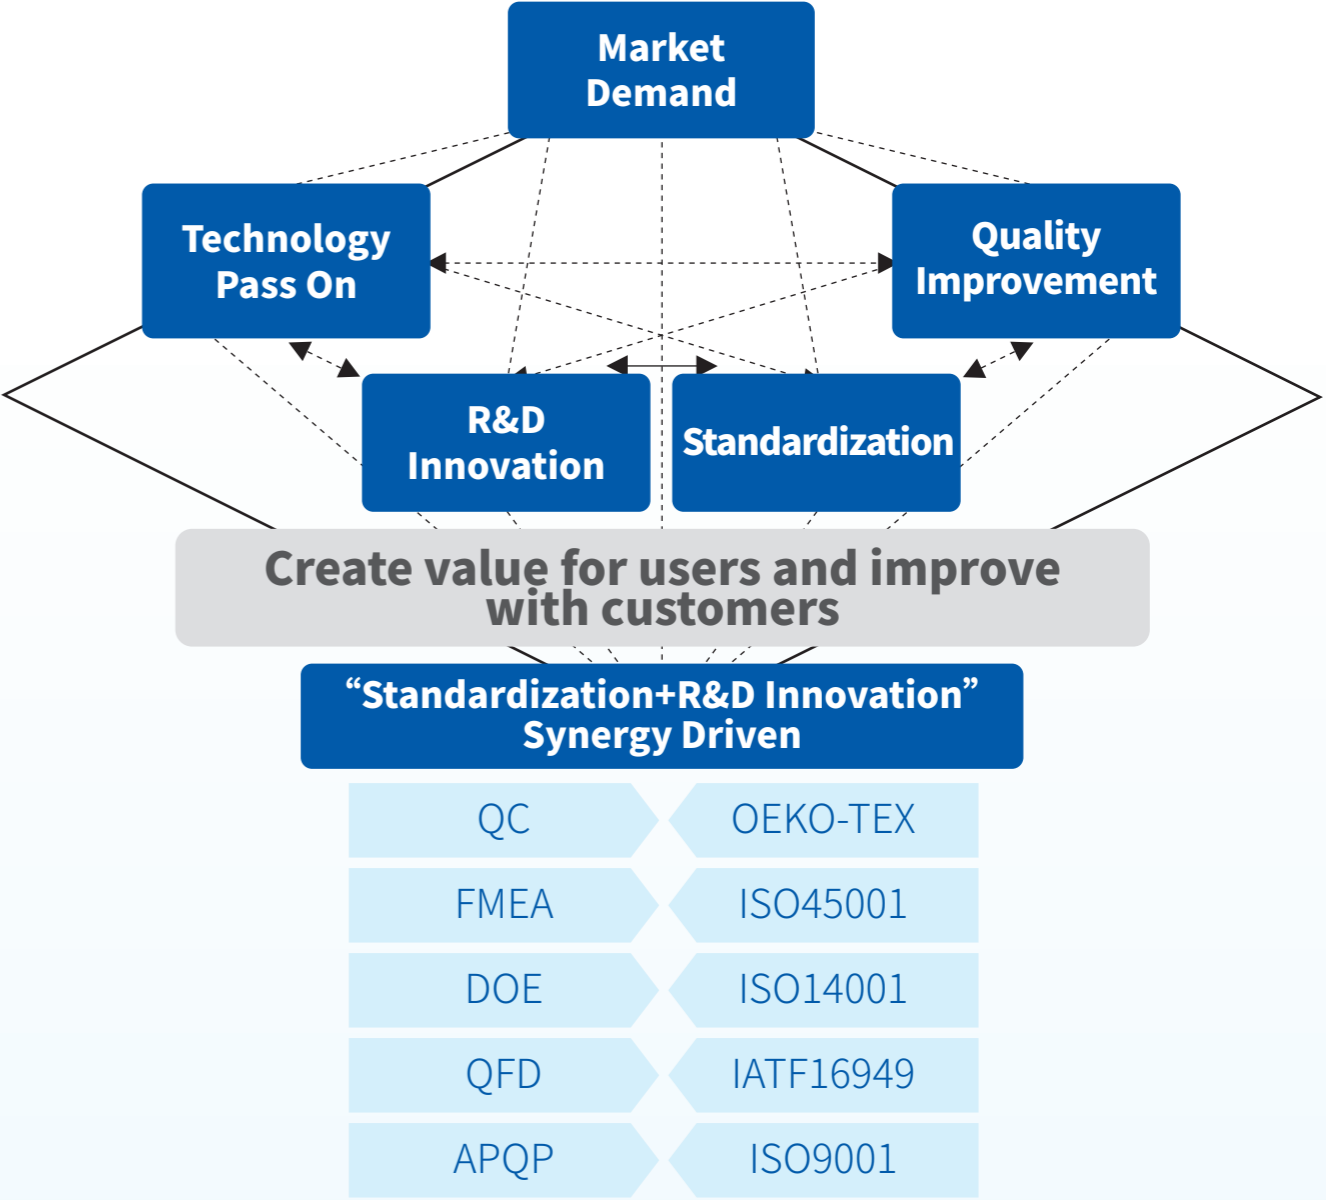 Market
Demand
Technology
Pass On
Quality
Improvement
R&D
Innovation
Standardization
Create value for users and improve
with customers
“Standardization+R&D Innovation”
Synergy Driven
QC
OEKO-TEX
FMEA
ISO45001
DOE
ISO14001
QFD
IATF16949
APQP
ISO9001